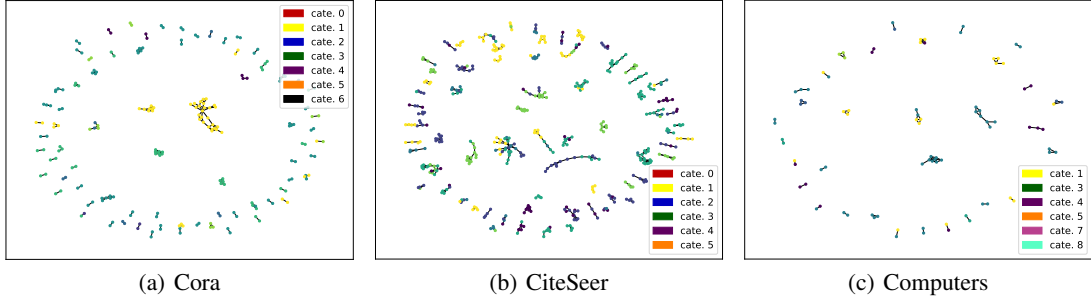 cate. 0
cate. 1
cate. 2
cate. 3
cate. 4
cate. 5
cate. 6
(a) Cora
cate. 0
cate. 1
cate. 2
cate. 3
cate. 4
cate. 5
(b) CiteSeer
cate. 1
cate. 3
cate. 4
cate. 5
cate. 7
cate. 8
(c) Computers